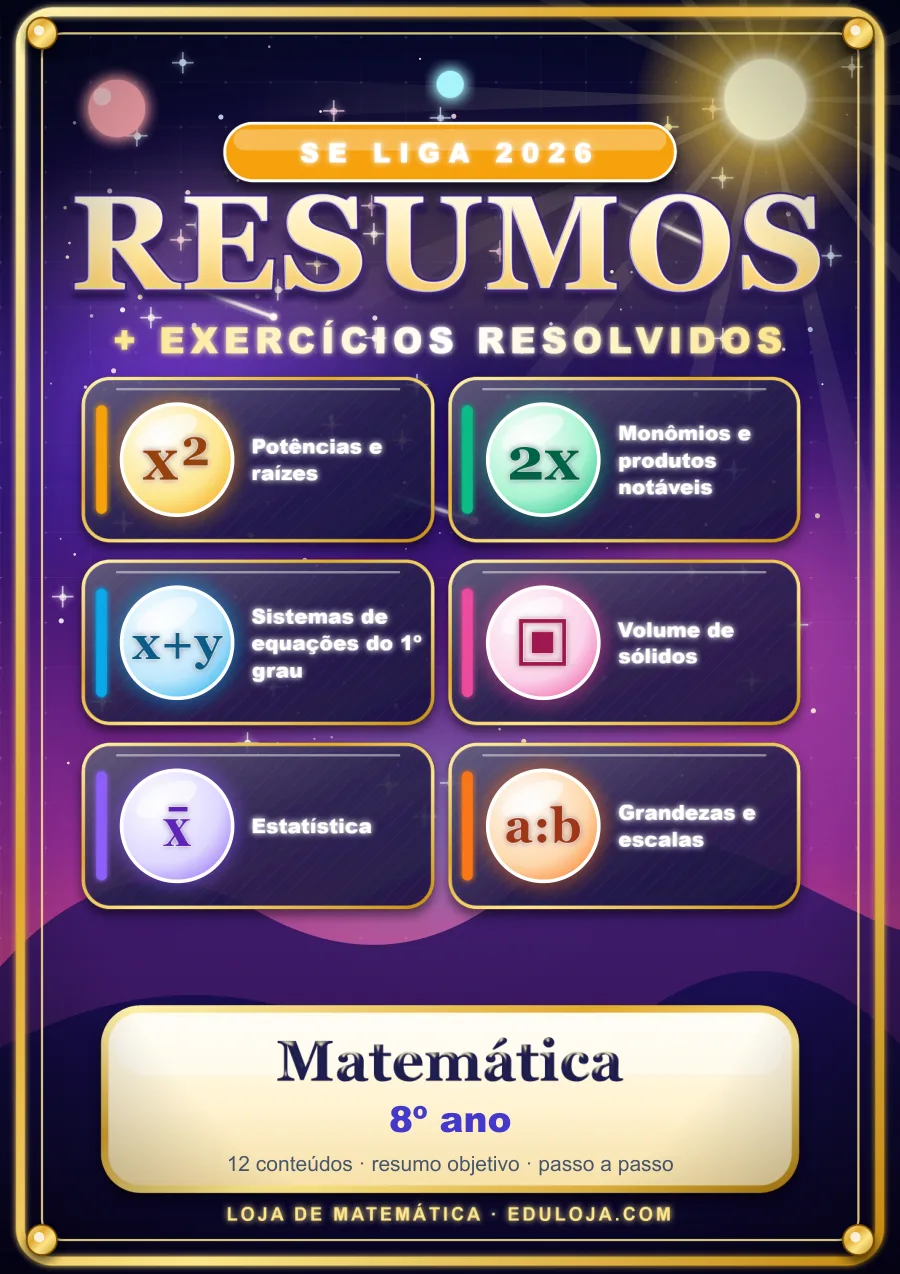 SE LIGA 2026
RESUMOS
+ EXERCÍCIOS RESOLVIDOS
x²
Potências e
raízes
2x
Monômios e
produtos
notáveis
x+y
Sistemas de
equações do 1º
grau
Volume de
sólidos
x̄
Estatística
a:b
Grandezas e
escalas
Matemática
8º ano
12 conteúdos · resumo objetivo · passo a passo
LOJA DE MATEMÁTICA · EDULOJA.COM